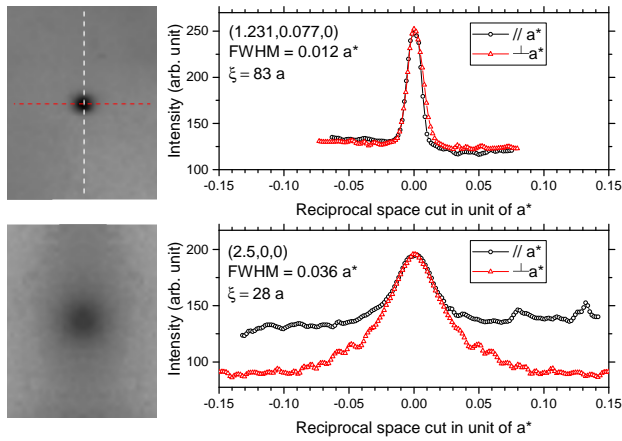 (1.231,0.077,0)
FWHM = 0.012 a*
ξ = 83 a
// a*
⊥a*
Intensity (arb. unit)
250
200
150
100
-0.15 -0.10 -0.05 0.00 0.05 0.10 0.15
Reciprocal space cut in unit of a*
(2.5,0,0)
FWHM = 0.036 a*
ξ = 28 a
// a*
⊥a*
Intensity (arb. unit)
200
150
100
-0.15 -0.10 -0.05 0.00 0.05 0.10 0.15
Reciprocal space cut in unit of a*